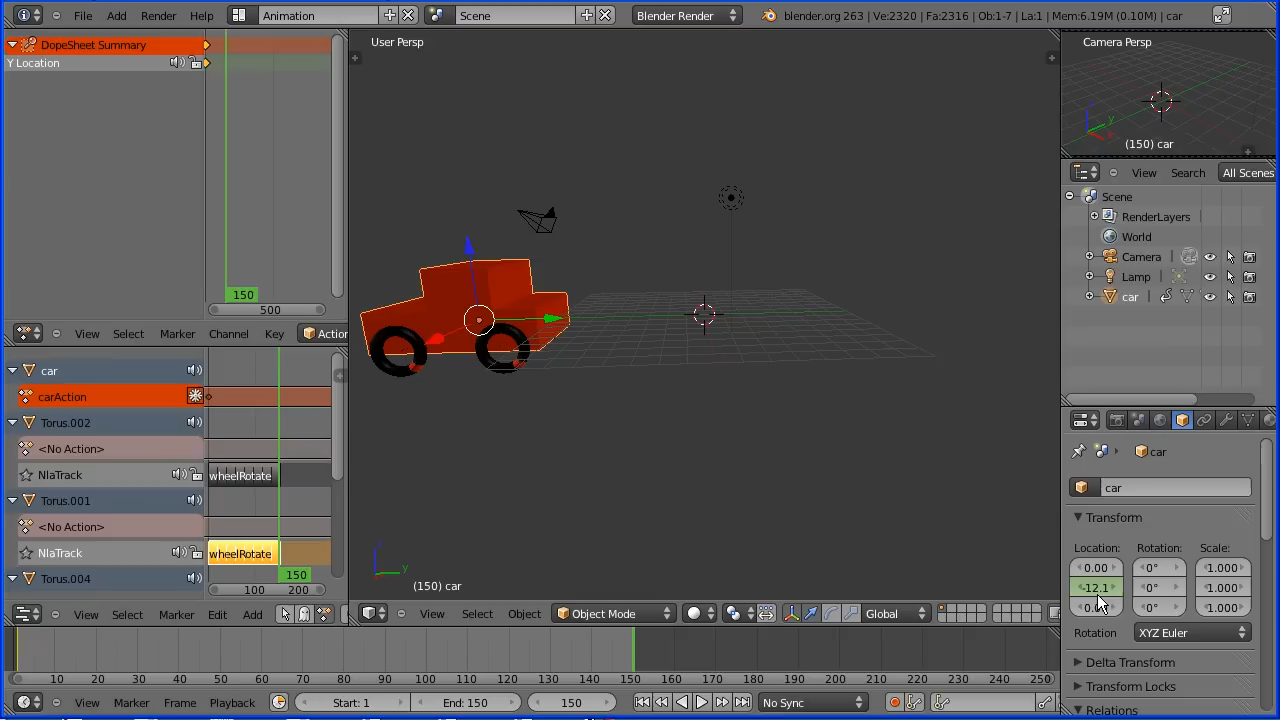 File Add Render Help Animation Scene Blender Render blender.org 263 | Ve:2320 | Fa:2316 | Ob:1-7 | La:1 | Mem:6.19M (0.10M) | car
DopeSheet Summary
Y Location
150
500
View Select Marker Channel Key Action
User Persp
(150) car
View Select Object Object Mode Global
Camera Persp
(150) car
View Search All Scenes
Scene
RenderLayers
World
Camera
Lamp
car
car
carAction
Torus.002
<No Action>
NlaTrack wheelRotate
Torus.001
<No Action>
NlaTrack wheelRotate
Torus.004
150
100 200
View Select Marker Edit Add
car
car
Transform
Location: Rotation: Scale:
0.00 0° 1.000
-12.1 0° 1.000
0° 1.000
Rotation XYZ Euler
Delta Transform
Transform Locks
Relations
10 20 30 40 50 60 70 80 90 100 110 120 130 140 150 160 170 180 190 200 210 220 230 240 250
View Marker Frame Playback Start: 1 End: 150 150 No Sync